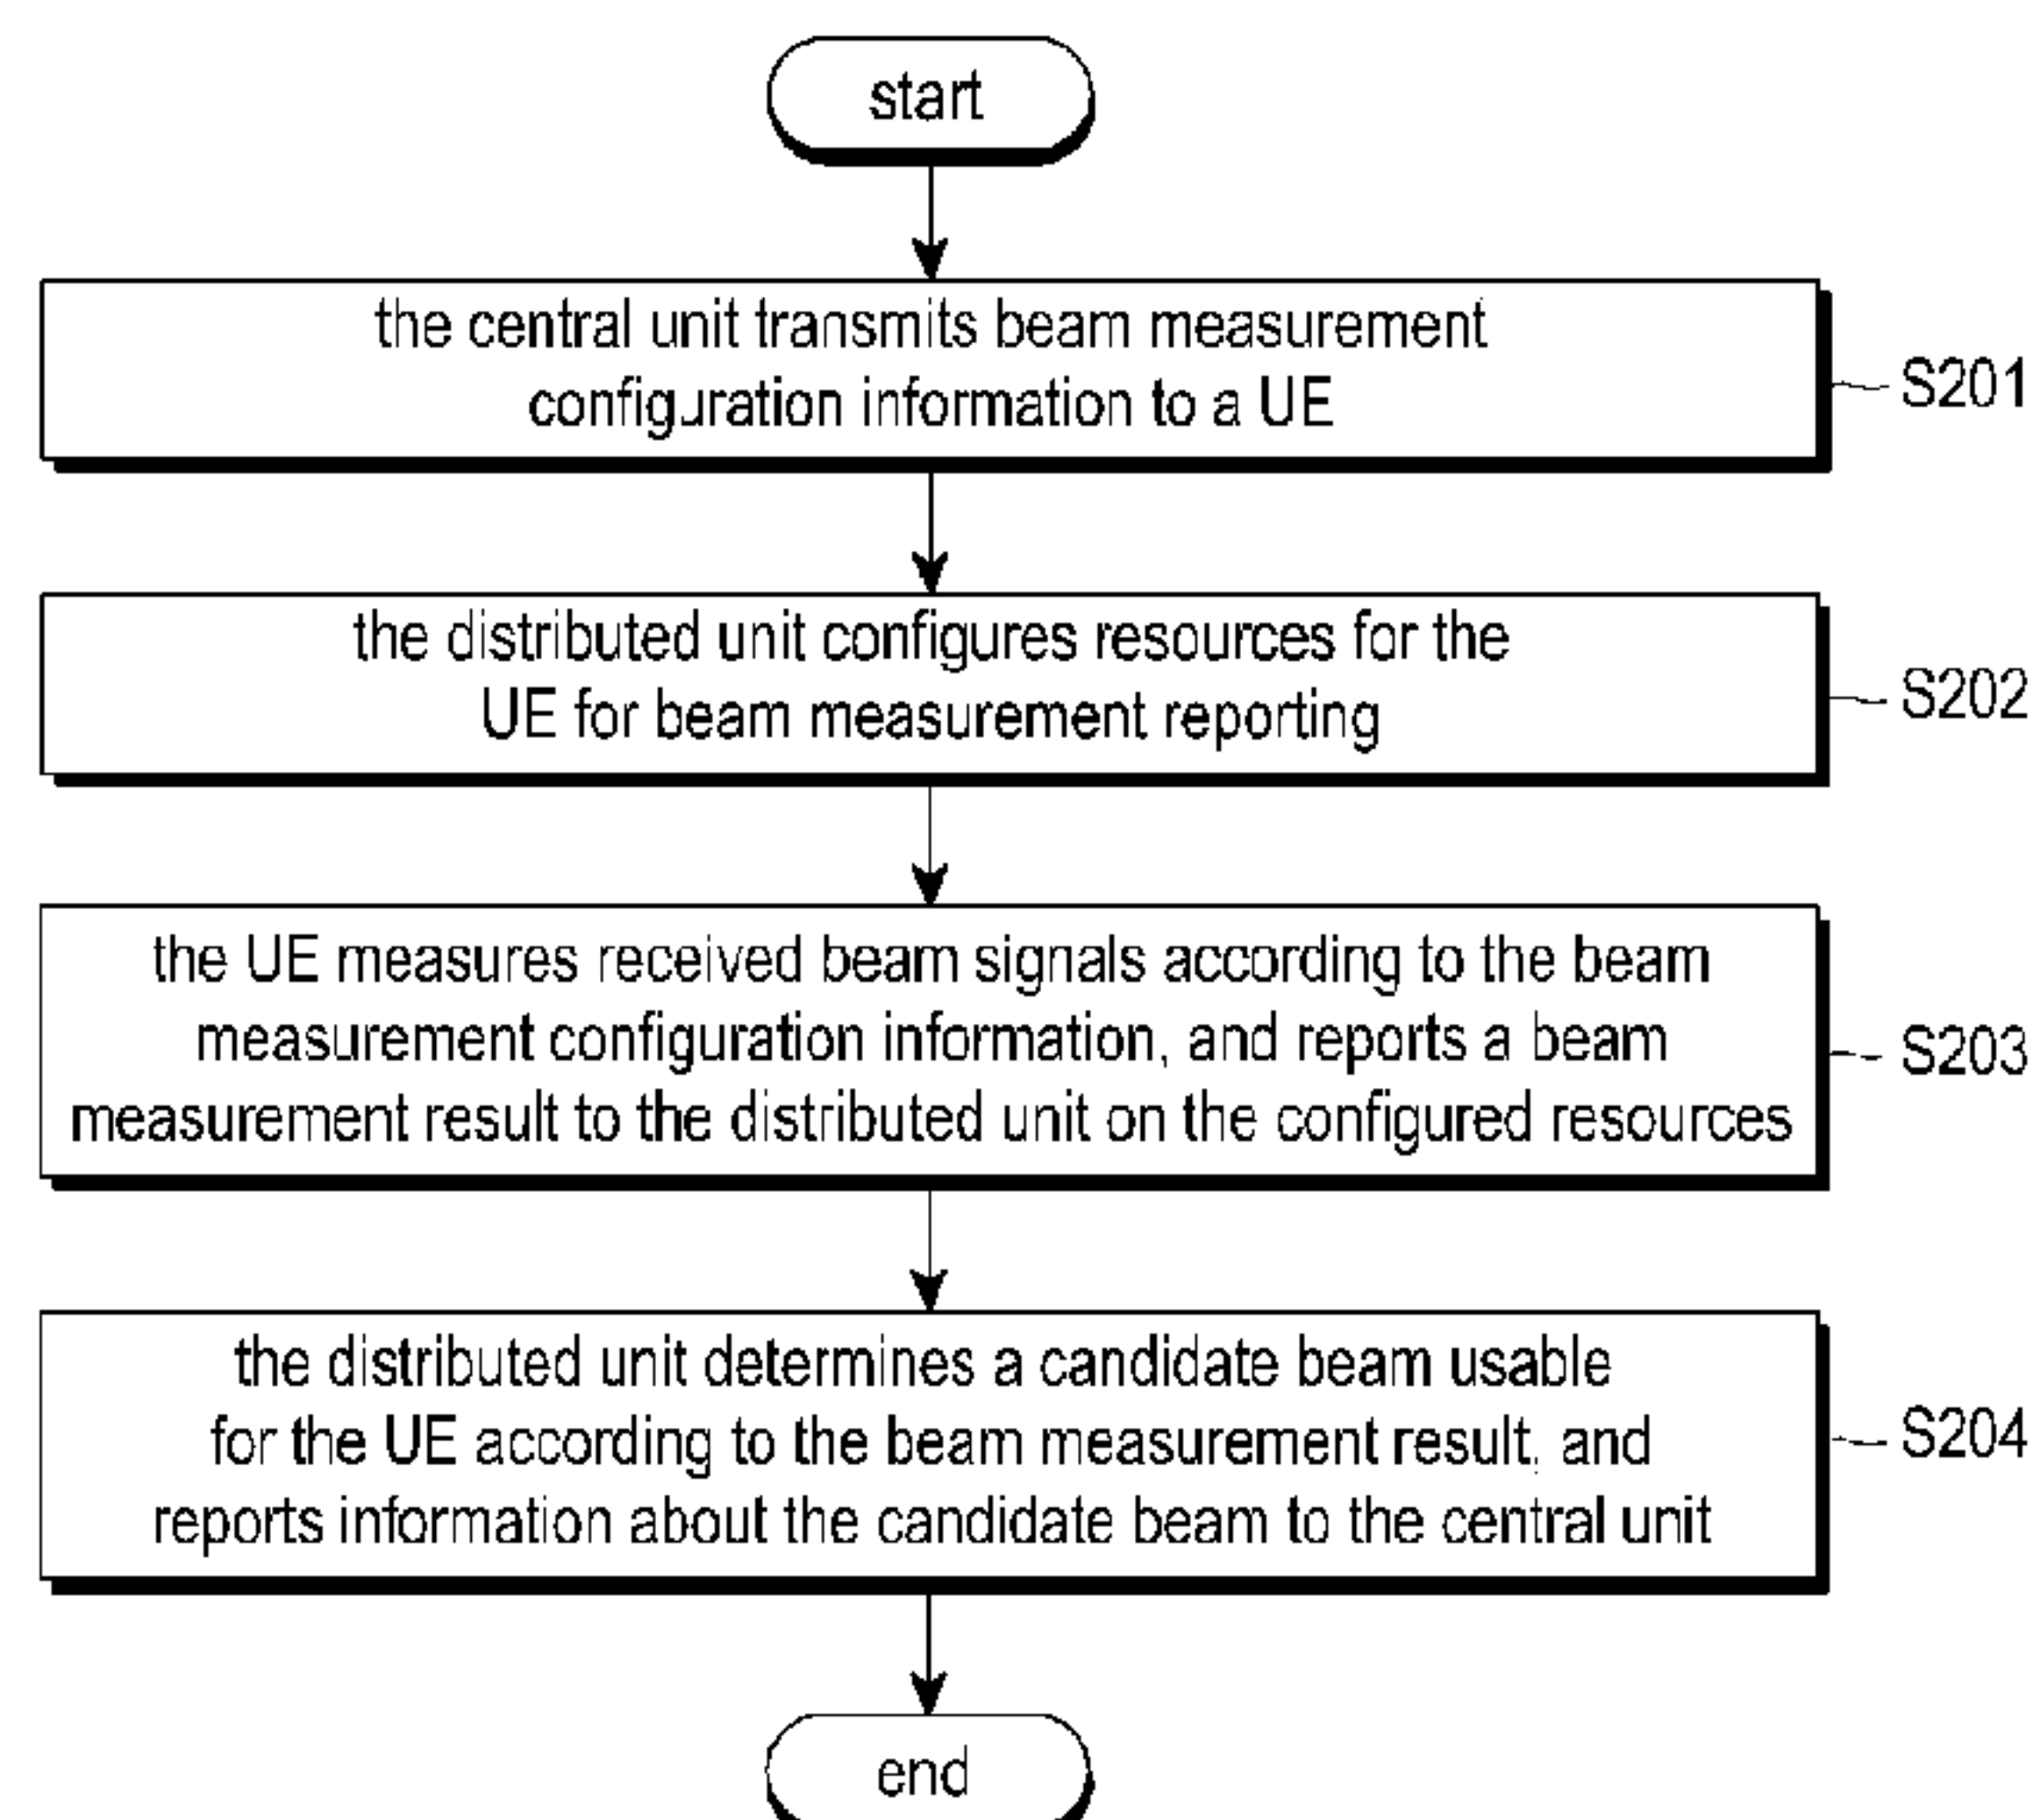 start
the central unit transmits beam measurement
configuration information to a UE
S201
the distributed unit configures resources for the
UE for beam measurement reporting
S202
the UE measures received beam signals according to the beam
measurement configuration information, and reports a beam
measurement result to the distributed unit on the configured resources
S203
the distributed unit determines a candidate beam usable
for the UE according to the beam measurement result, and
reports information about the candidate beam to the central unit
S204
end